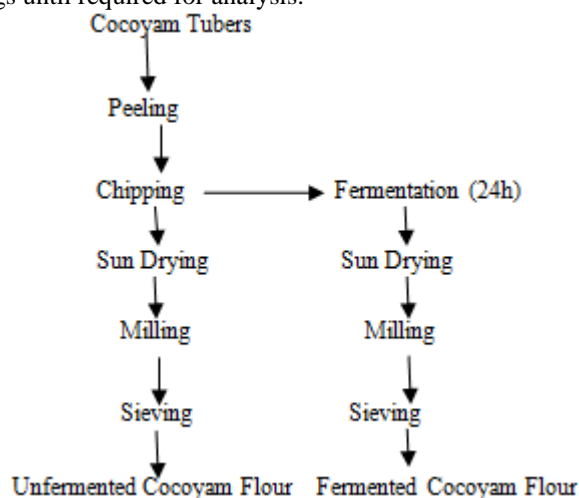 gs until required for analysis.
Cocoyam Tubers
Peeling
Chipping Fermentation (24h)
Sun Drying Sun Drying
Milling Milling
Sieving Sieving
Unfermented Cocoyam Flour Fermented Cocoyam Flour